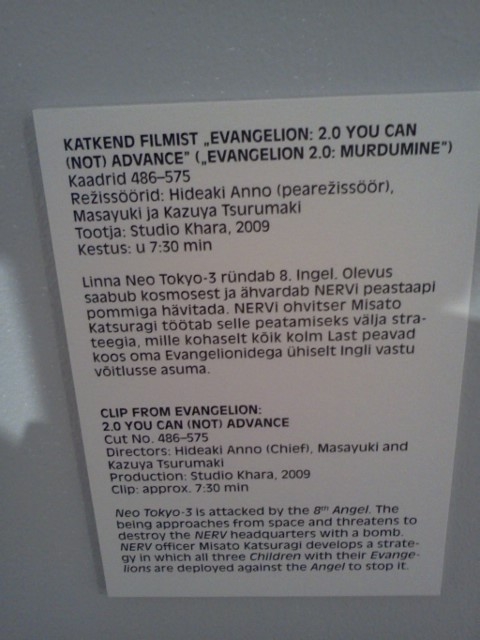 KATKEND FILMIST „EVANGELION: 2.0 YOU CAN
(NOT) ADVANCE” („EVANGELION 2.0: MURDUMINE”)
Kaadrid 486–575
Režissöörid: Hideaki Anno (pearežissöör),
Masayuki ja Kazuya Tsurumaki
Tootja: Studio Khara, 2009
Kestus: u 7:30 min
Linna Neo Tokyo-3 ründab 8. Ingel. Olevus
saabub kosmosest ja ähvardab NERVi peastaapi
pommiga hävitada. NERVi ohvitser Misato
Katsuragi töötab selle peatamiseks välja stra-
teegia, mille kohaselt kõik kolm Last peavad
koos oma Evangelionidega ühiselt Ingli vastu
võitlusse asuma.
CLIP FROM EVANGELION:
2.0 YOU CAN (NOT) ADVANCE
Cut No. 486–575
Directors: Hideaki Anno (Chief), Masayuki and
Kazuya Tsurumaki
Production: Studio Khara, 2009
Clip: approx. 7:30 min
Neo Tokyo-3 is attacked by the 8th Angel. The
being approaches from space and threatens to
destroy the NERV headquarters with a bomb.
NERV officer Misato Katsuragi develops a strate-
gy in which all three Children with their Evange-
lions are deployed against the Angel to stop it.